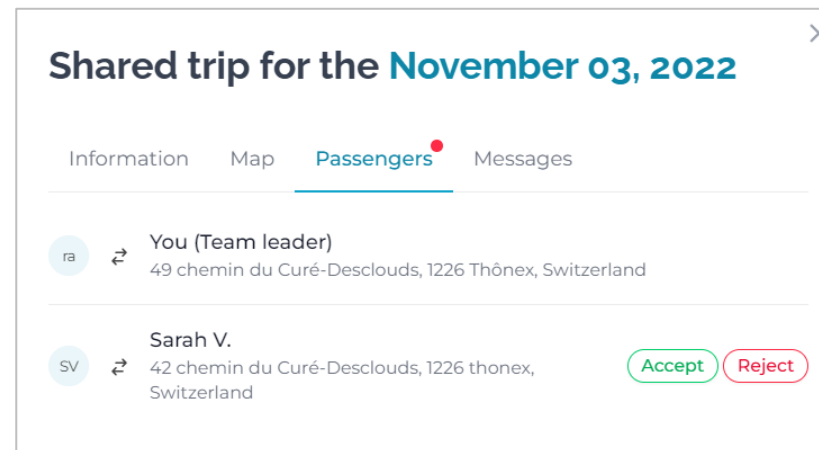 Shared trip for the November 03, 2022
Information Map Passengers Messages
ra
You (Team leader)
49 chemin du Curé-Desclouds, 1226 Thônex, Switzerland
SV
Sarah V.
42 chemin du Curé-Desclouds, 1226 thonex,
Switzerland
Accept Reject